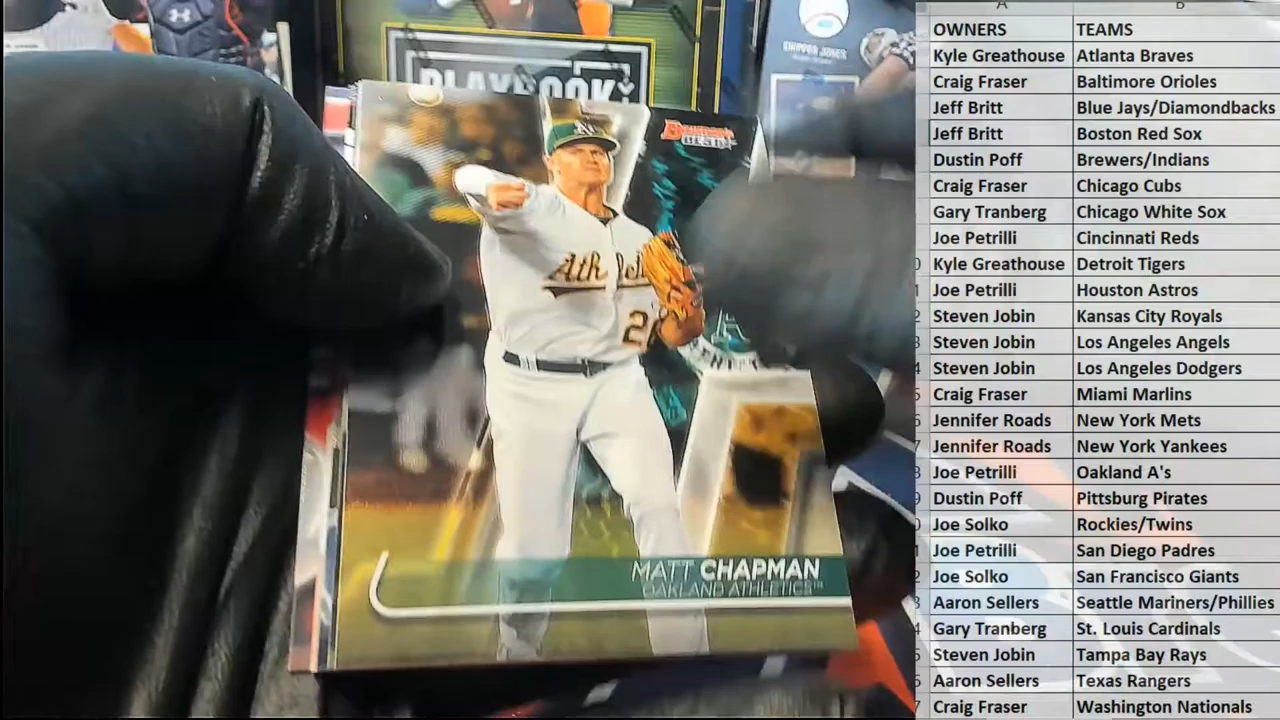 PLAYBOOK
CHIPPER JONES
BOWMAN'S
BEST
Athletics
MATT CHAPMAN
OAKLAND ATHLETICS™
A B
OWNERS TEAMS
Kyle Greathouse Atlanta Braves
Craig Fraser Baltimore Orioles
Jeff Britt Blue Jays/Diamondbacks
Jeff Britt Boston Red Sox
Dustin Poff Brewers/Indians
Craig Fraser Chicago Cubs
Gary Tranberg Chicago White Sox
Joe Petrilli Cincinnati Reds
Kyle Greathouse Detroit Tigers
Joe Petrilli Houston Astros
Steven Jobin Kansas City Royals
Steven Jobin Los Angeles Angels
Steven Jobin Los Angeles Dodgers
Craig Fraser Miami Marlins
Jennifer Roads New York Mets
Jennifer Roads New York Yankees
Joe Petrilli Oakland A's
Dustin Poff Pittsburg Pirates
Joe Solko Rockies/Twins
Joe Petrilli San Diego Padres
Joe Solko San Francisco Giants
Aaron Sellers Seattle Mariners/Phillies
Gary Tranberg St. Louis Cardinals
Steven Jobin Tampa Bay Rays
Aaron Sellers Texas Rangers
Craig Fraser Washington Nationals